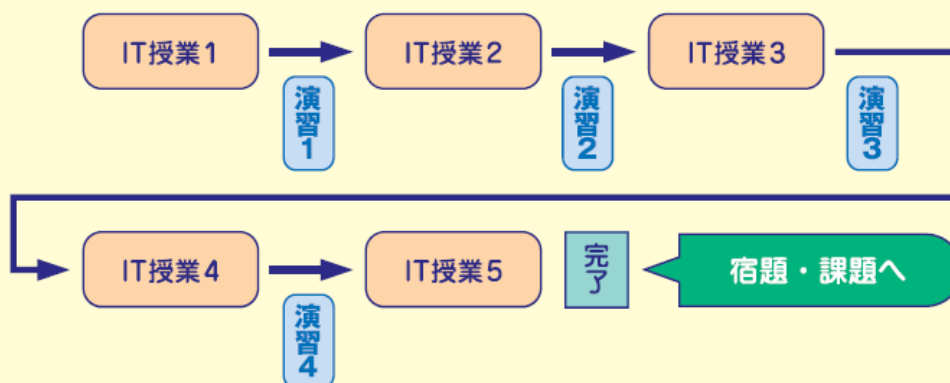 IT授業1
IT授業2
IT授業3
演習1
演習2
演習3
IT授業4
IT授業5
完了
宿題・課題へ
演習4